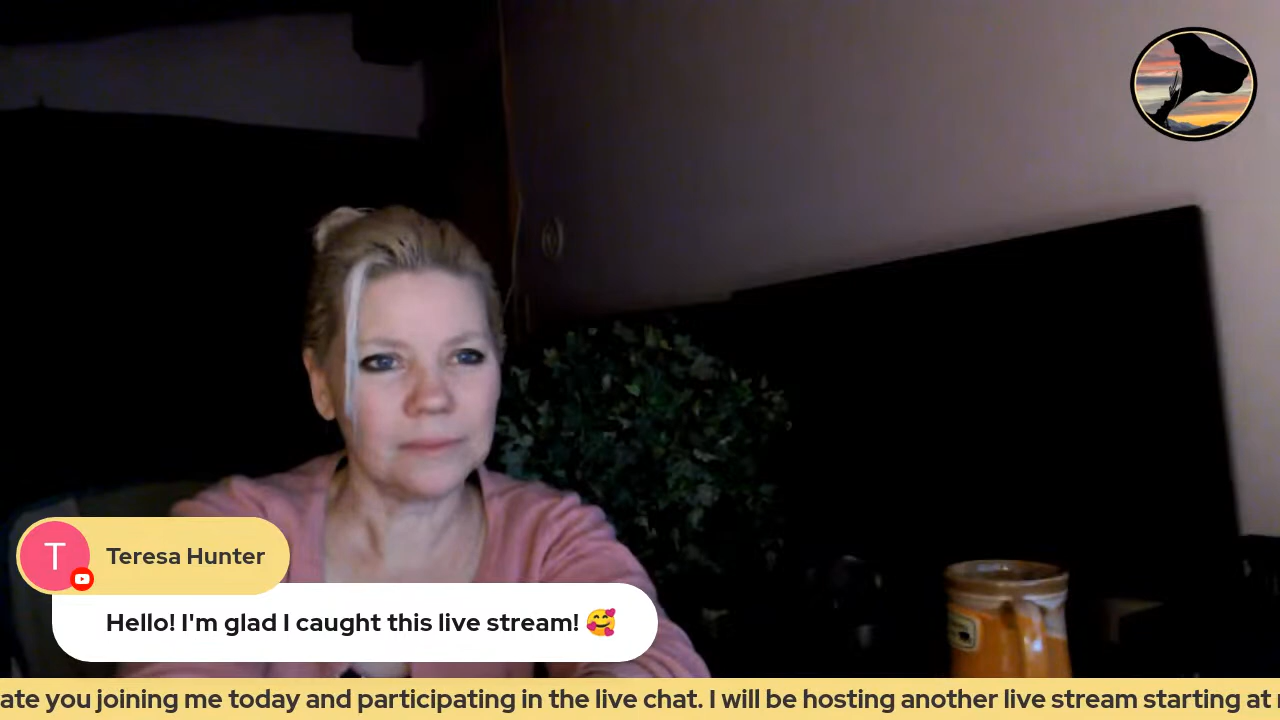 T Teresa Hunter
Hello! I'm glad I caught this live stream! 🥰
ate you joining me today and participating in the live chat. I will be hosting another live stream starting at